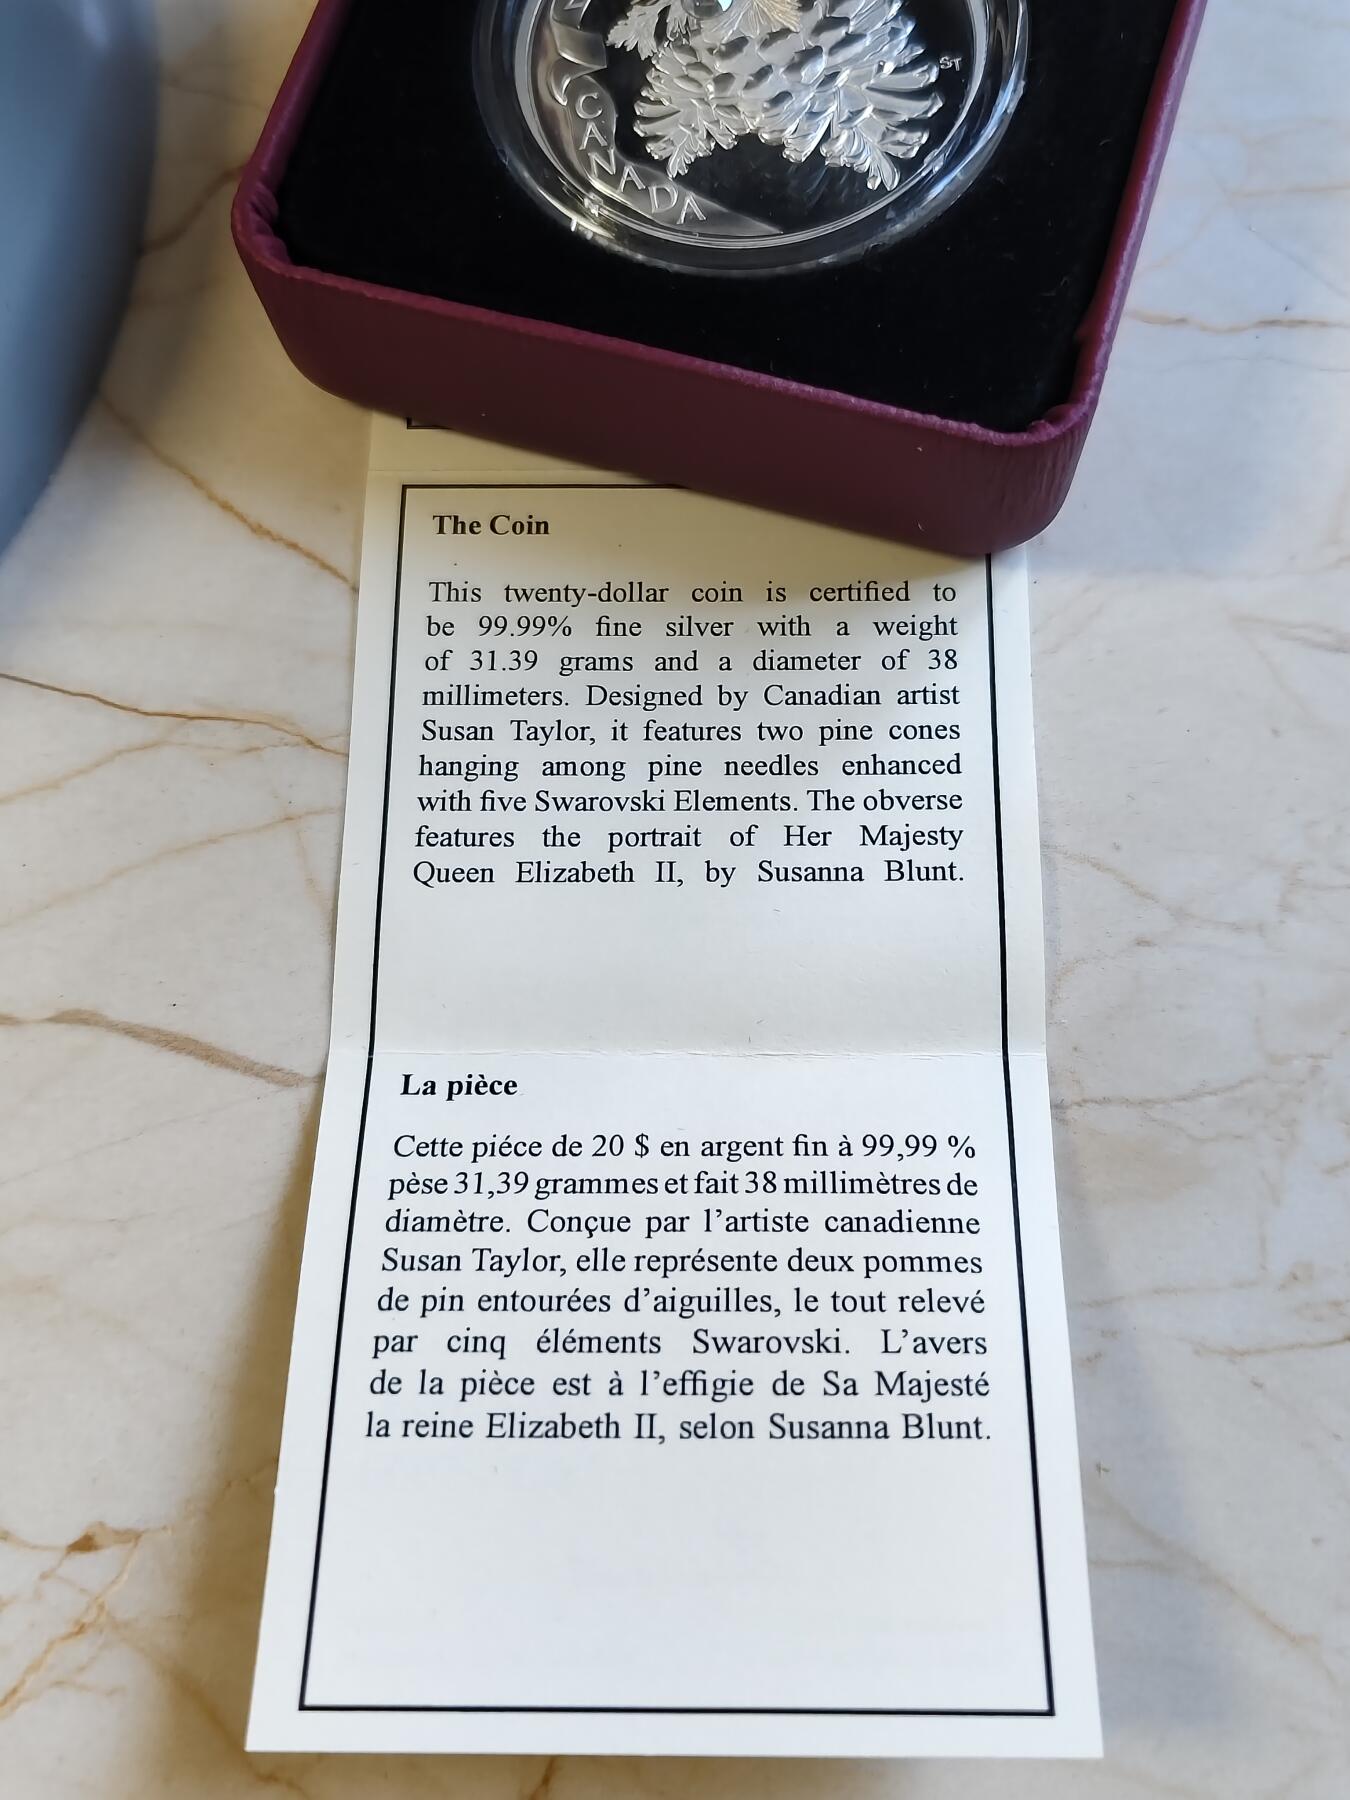 CANADA
ST
The Coin
This twenty-dollar coin is certified to
be 99.99% fine silver with a weight
of 31.39 grams and a diameter of 38
millimeters. Designed by Canadian artist
Susan Taylor, it features two pine cones
hanging among pine needles enhanced
with five Swarovski Elements. The obverse
features the portrait of Her Majesty
Queen Elizabeth II, by Susanna Blunt.
La pièce
Cette piéce de 20 $ en argent fin à 99,99 %
pèse 31,39 grammes et fait 38 millimètres de
diamètre. Conçue par l’artiste canadienne
Susan Taylor, elle représente deux pommes
de pin entourées d’aiguilles, le tout relevé
par cinq éléments Swarovski. L’avers
de la pièce est à l’effigie de Sa Majesté
la reine Elizabeth II, selon Susanna Blunt.